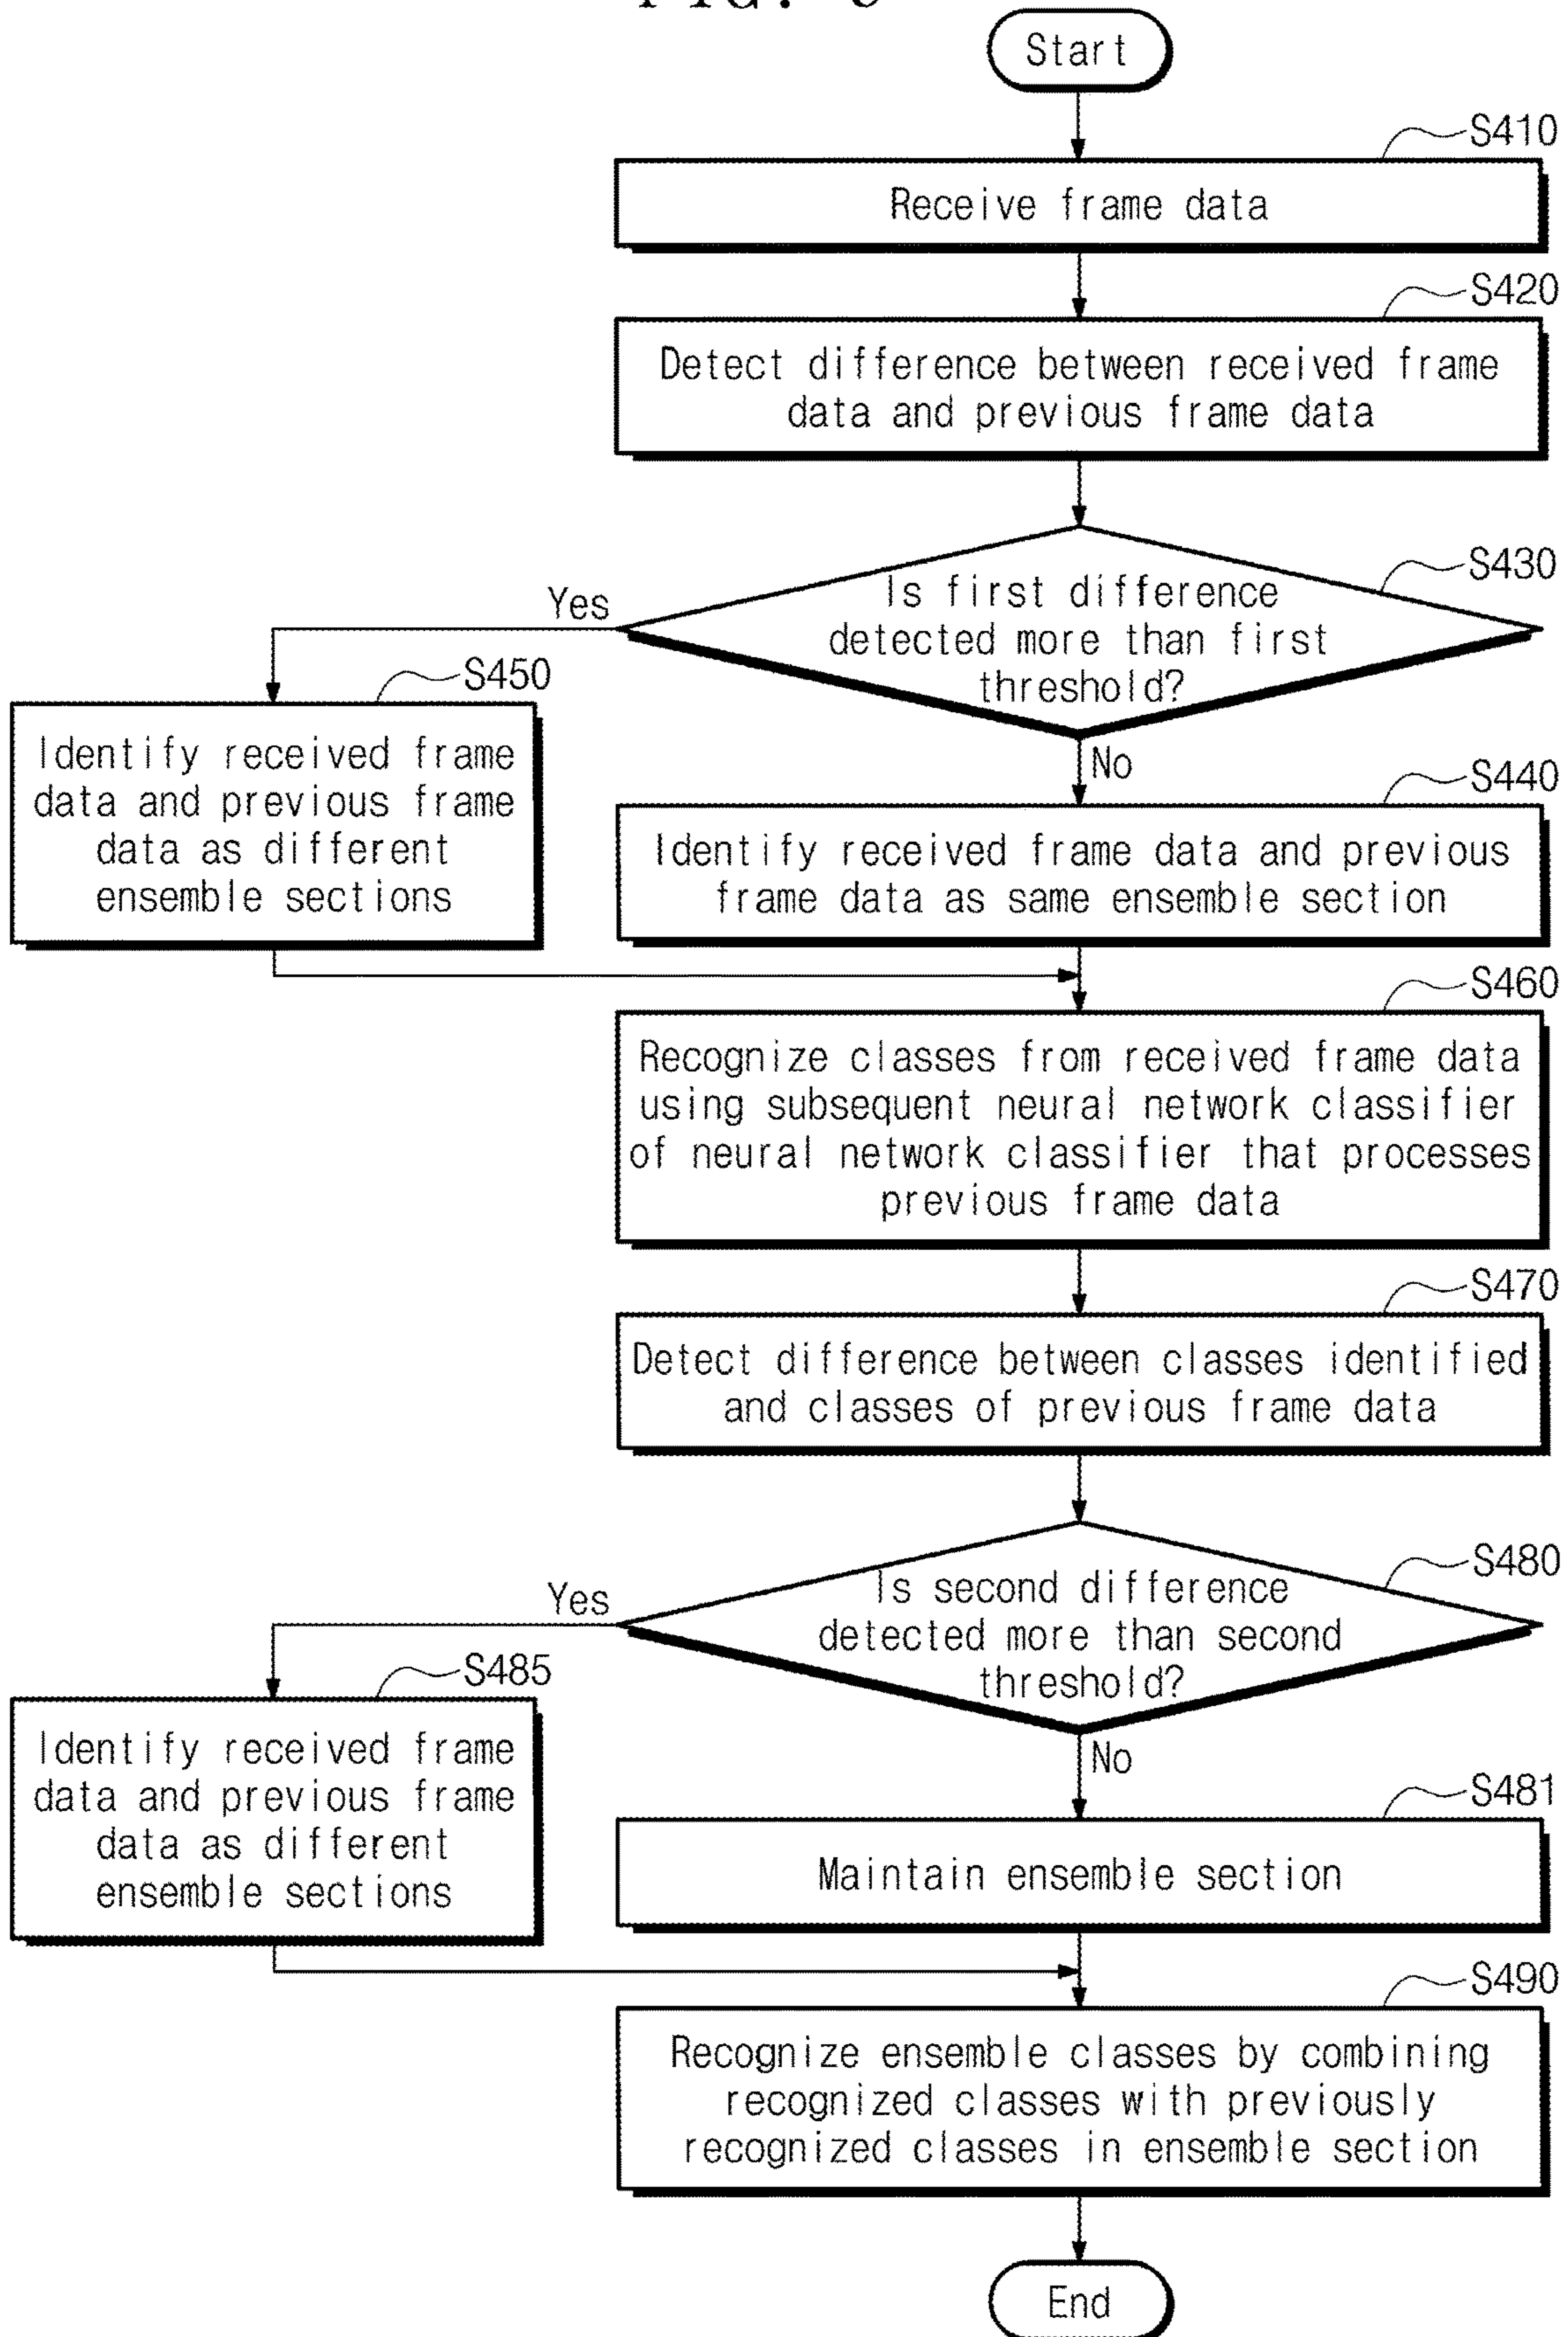 Start
S410
Receive frame data
S420
Detect difference between received frame
data and previous frame data
S430
Is first difference
detected more than first
threshold?
Yes
No
S450
Identify received frame
data and previous frame
data as different
ensemble sections
S440
Identify received frame data and previous
frame data as same ensemble section
S460
Recognize classes from received frame data
using subsequent neural network classifier
of neural network classifier that processes
previous frame data
S470
Detect difference between classes identified
and classes of previous frame data
S480
Is second difference
detected more than second
threshold?
Yes
No
S485
Identify received frame
data and previous frame
data as different
ensemble sections
S481
Maintain ensemble section
S490
Recognize ensemble classes by combining
recognized classes with previously
recognized classes in ensemble section
End